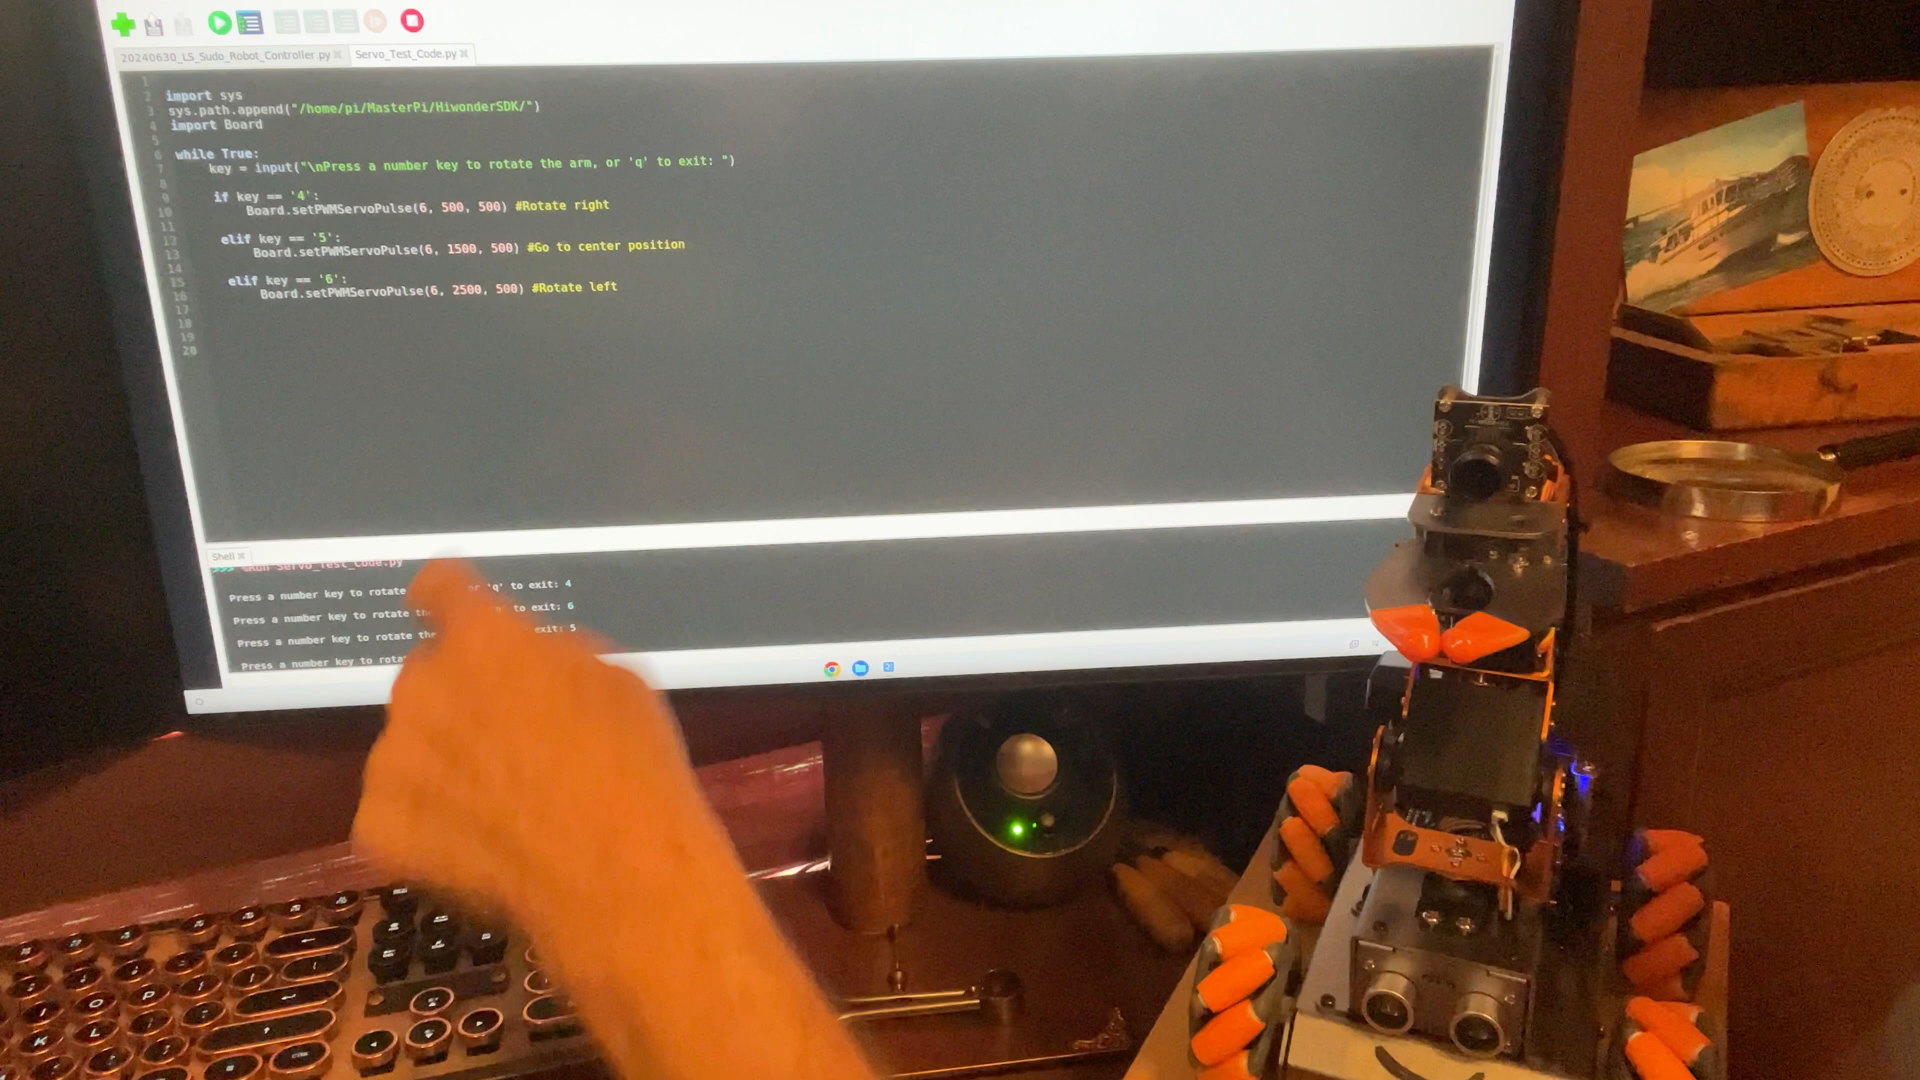 20240630_LS_Sudo_Robot_Controller.py Servo_Test_Code.py
1
2 import sys
3 sys.path.append("/home/pi/MasterPi/HiwonderSDK/")
4 import Board
5
6 while True:
7 key = input("\nPress a number key to rotate the arm, or 'q' to exit: ")
8
9 if key == '4':
10 Board.setPWMServoPulse(6, 500, 500) #Rotate right
11
12 elif key == '5':
13 Board.setPWMServoPulse(6, 1500, 500) #Go to center position
14
15 elif key == '6':
16 Board.setPWMServoPulse(6, 2500, 500) #Rotate left
17
18
19
20
Shell
>>> %Run Servo_Test_Code.py
Press a number key to rotate 'q' to exit: 4
Press a number key to rotate to exit: 6
Press a number key to rotate the exit: 5
Press a number key to